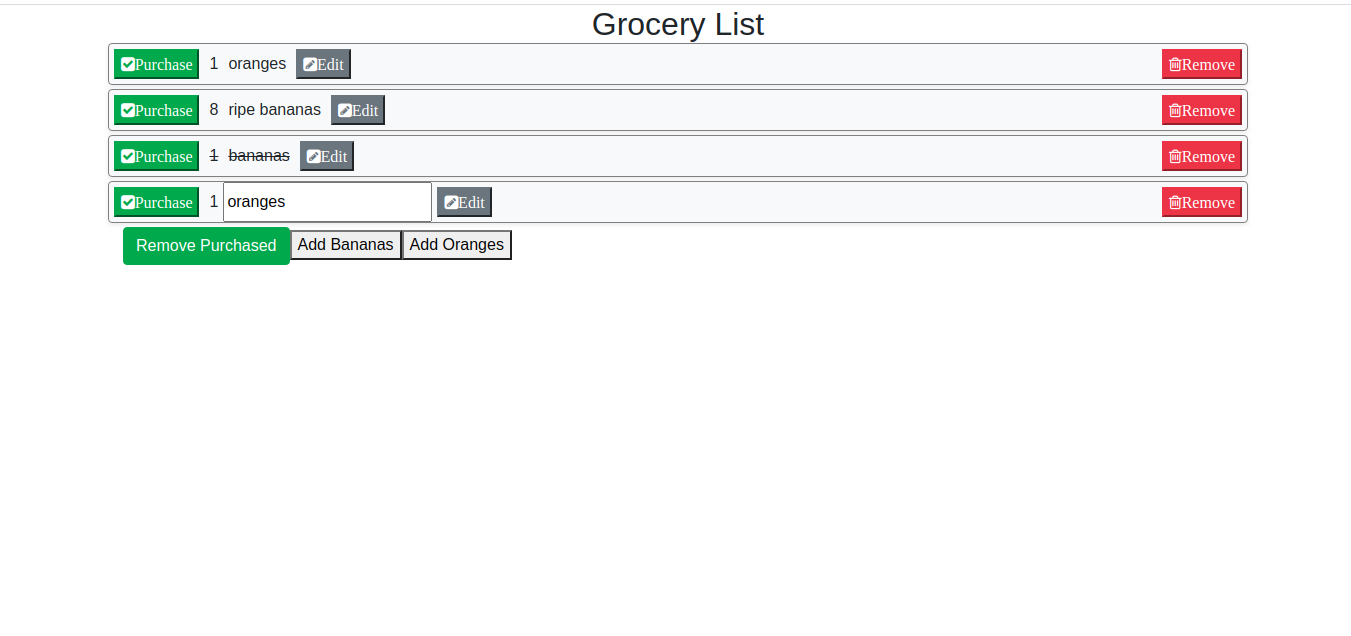 Grocery List
Purchase 1 oranges Edit Remove
Purchase 8 ripe bananas Edit Remove
Purchase 1 bananas Edit Remove
Purchase 1 oranges Edit Remove
Remove Purchased Add Bananas Add Oranges